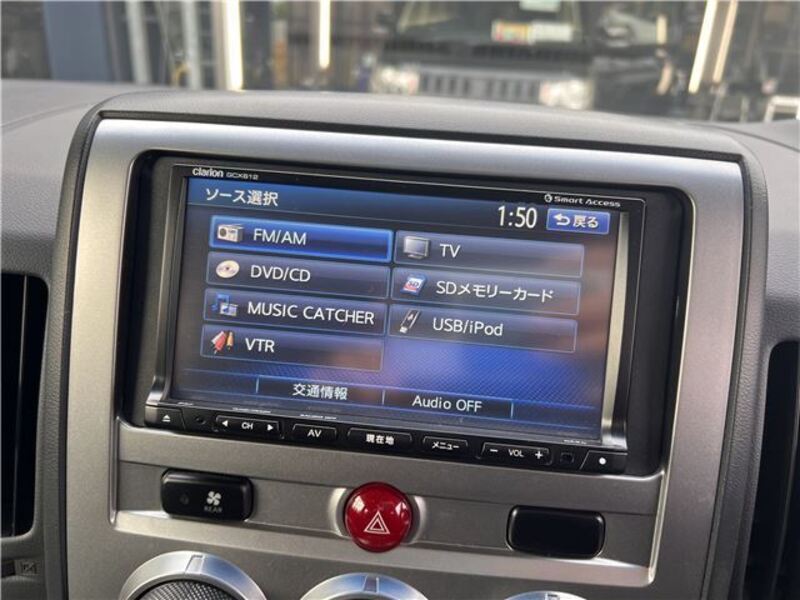 clarion GCX612
Smart Access
ソース選択
1:50
戻る
FM/AM
TV
DVD/CD
SDメモリーカード
MUSIC CATCHER
USB/iPod
VTR
交通情報
Audio OFF
CH
AV
現在地
メニュー
− VOL +
REAR